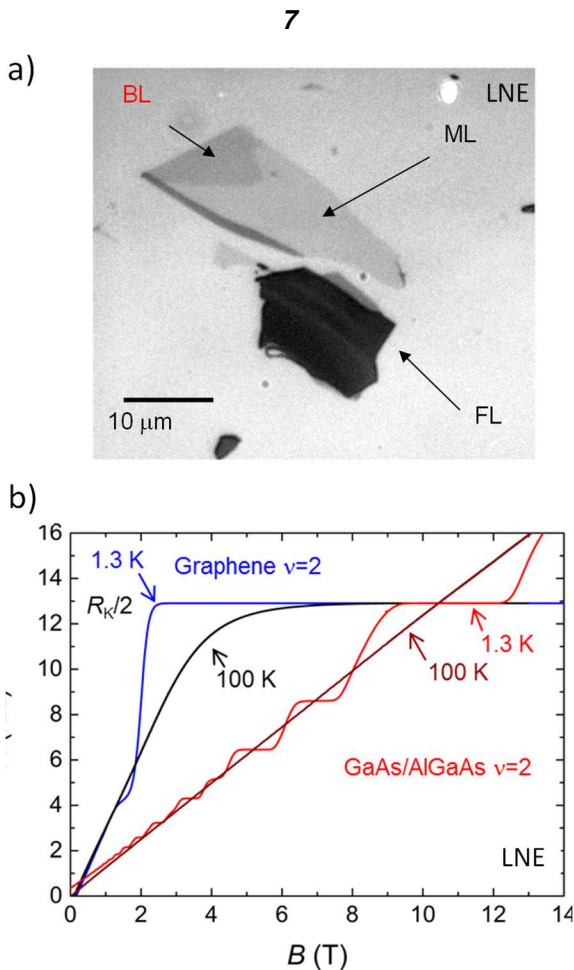 7
a)
BL
LNE
ML
10 μm
FL
b)
16
14
12
10
8
6
4
2
0
1.3 K
Graphene ν=2
R_K/2
100 K
1.3 K
100 K
GaAs/AlGaAs ν=2
LNE
0 2 4 6 8 10 12 14
B (T)